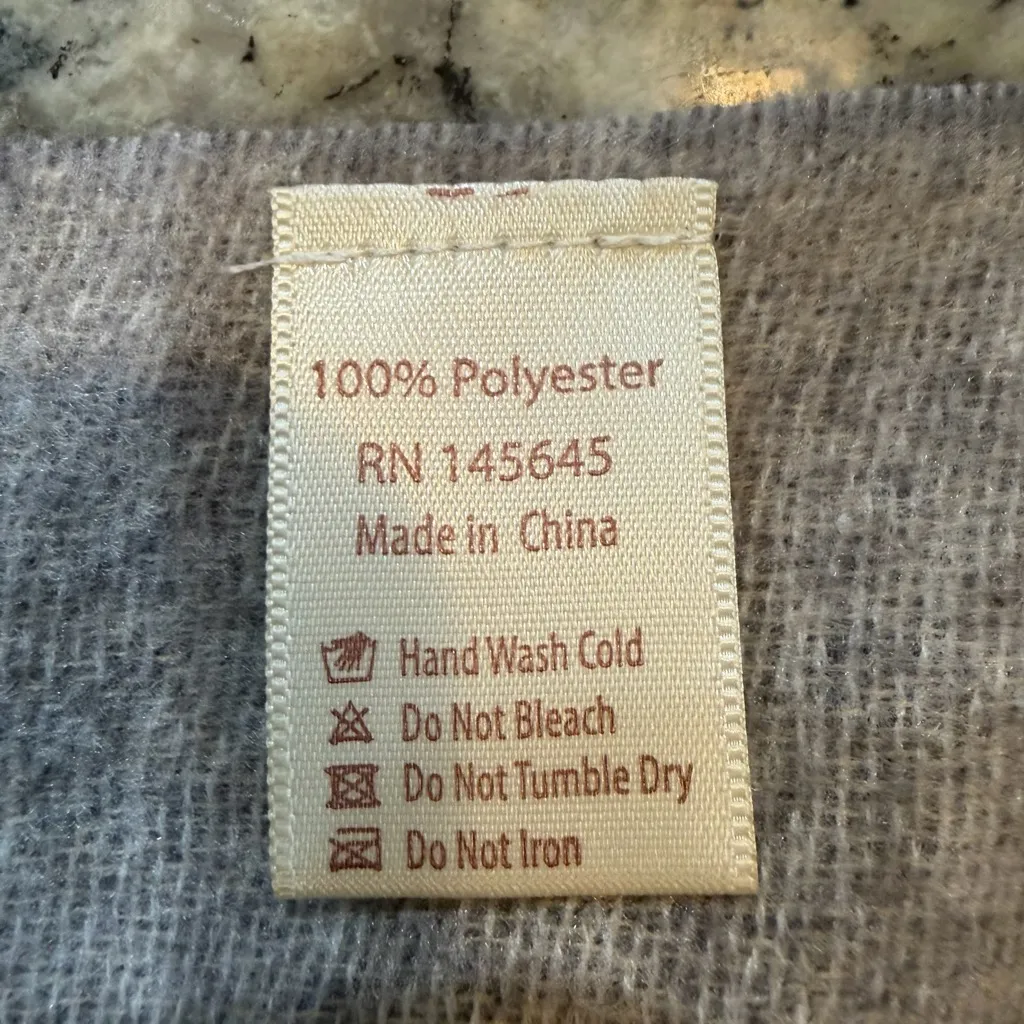 100% Polyester
RN 145645
Made in China
Hand Wash Cold
Do Not Bleach
Do Not Tumble Dry
Do Not Iron